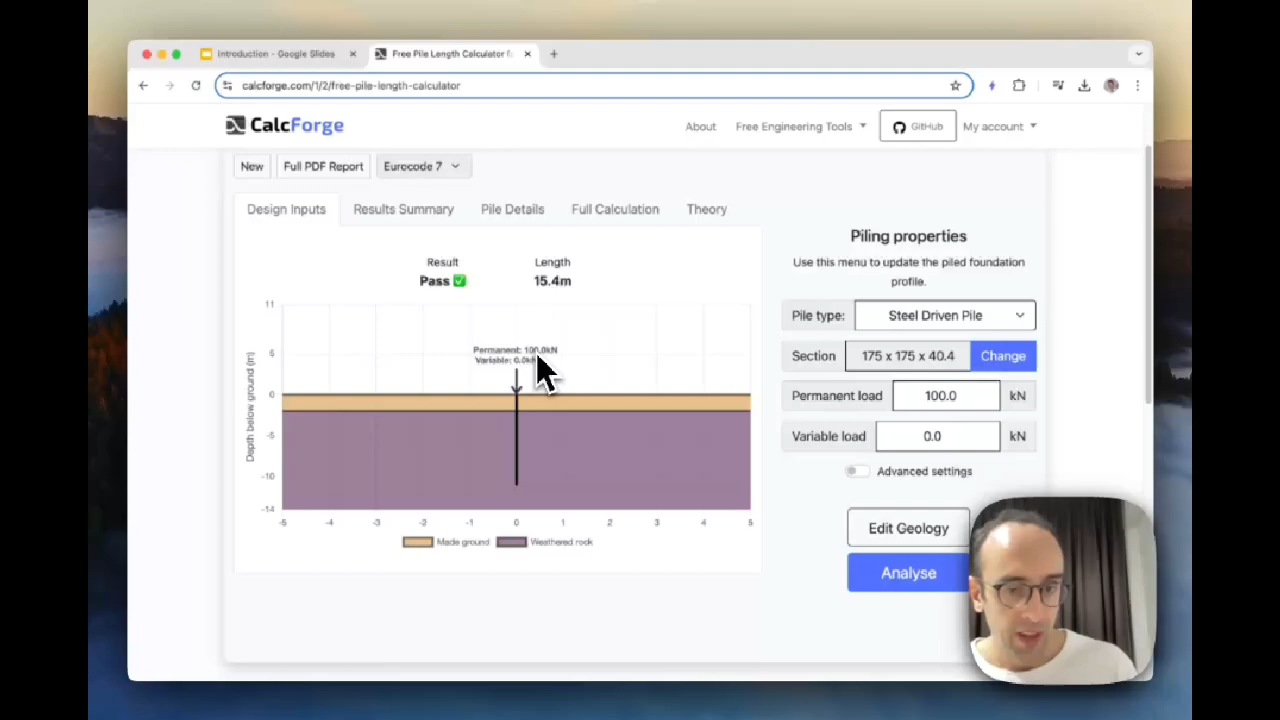 Introduction - Google Slides
Free Pile Length Calculator &
calcforge.com/1/2/free-pile-length-calculator
CalcForge
About
Free Engineering Tools
GitHub
My account
New
Full PDF Report
Eurocode 7
Design Inputs
Results Summary
Pile Details
Full Calculation
Theory
Result
Length
Pass
15.4m
Permanent: 100.0kN
Variable: 0.0
Depth below ground (m)
11
5
0
-5
-10
-14
-5 -4 -3 -2 -1 0 1 2 3 4 5
Made ground
Weathered rock
Piling properties
Use this menu to update the piled foundation
profile.
Pile type: Steel Driven Pile
Section 175 x 175 x 40.4 Change
Permanent load 100.0 kN
Variable load 0.0 kN
Advanced settings
Edit Geology
Analyse